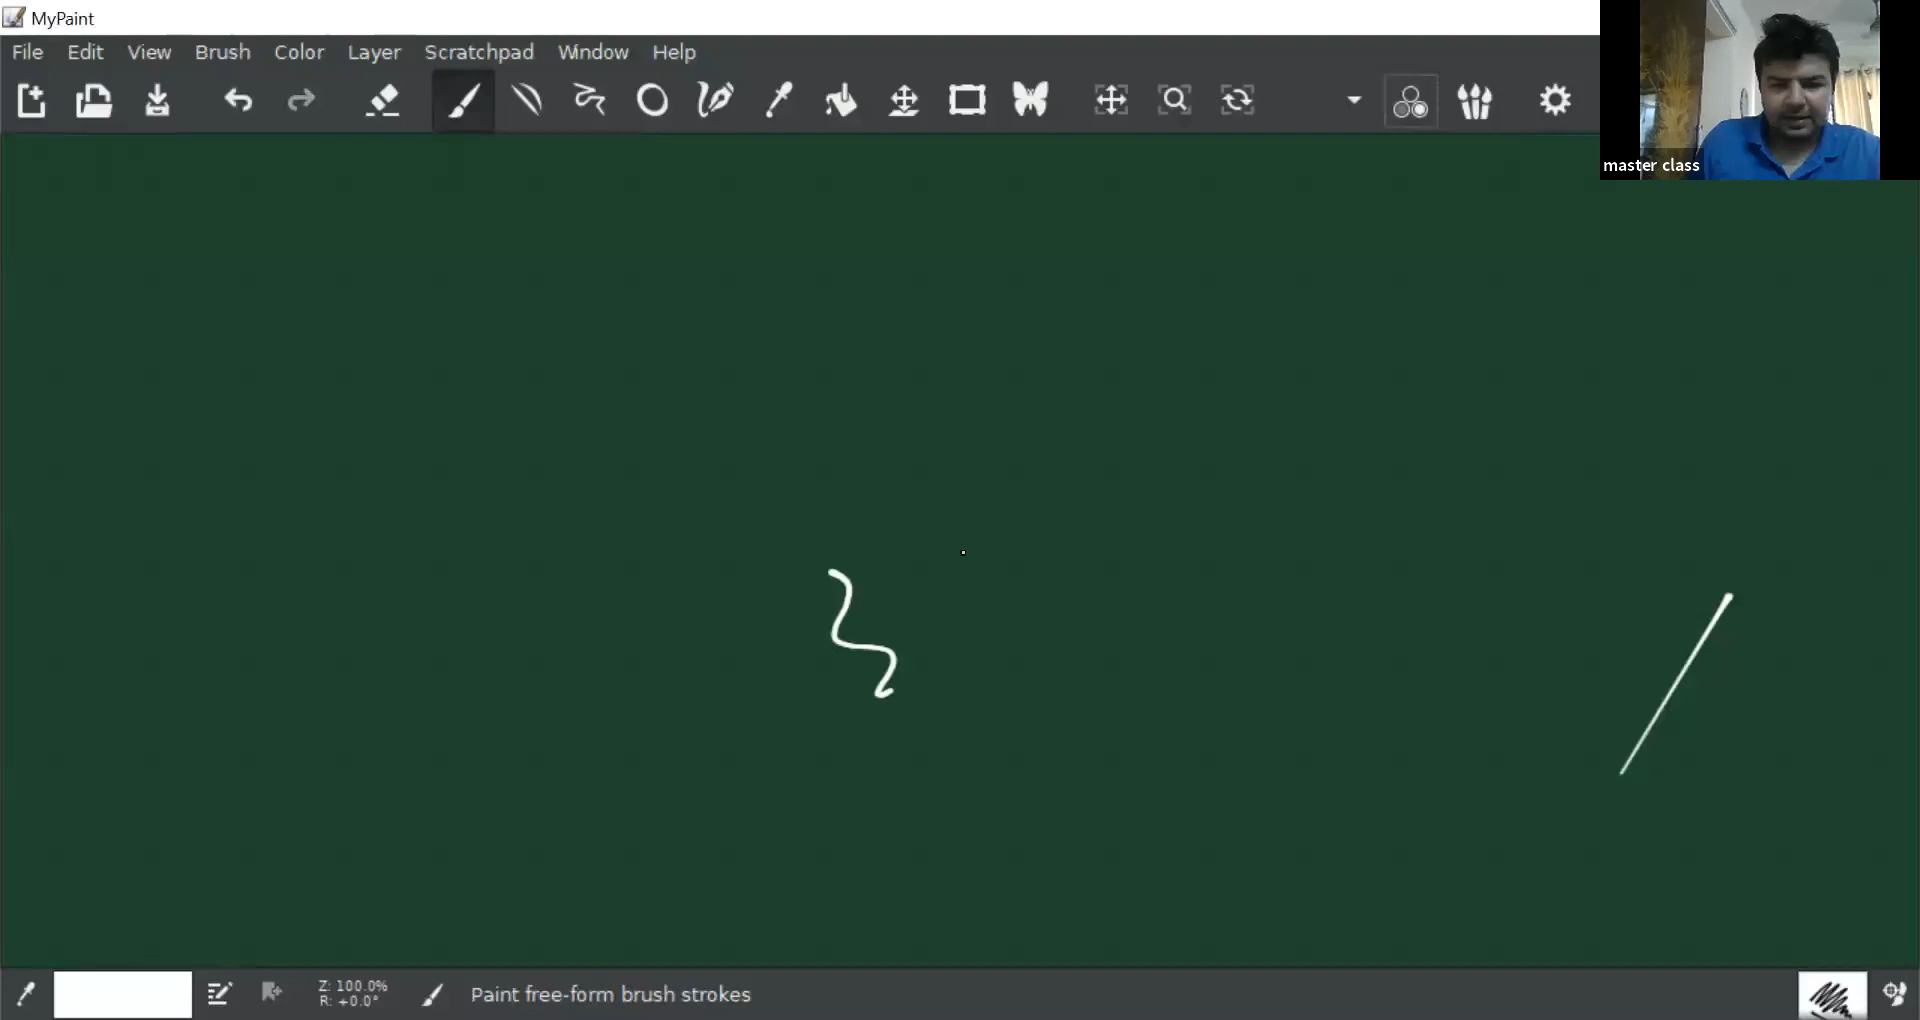 MyPaint
File Edit View Brush Color Layer Scratchpad Window Help
master class
Z: 100.0%
R: +0.0°
Paint free-form brush strokes